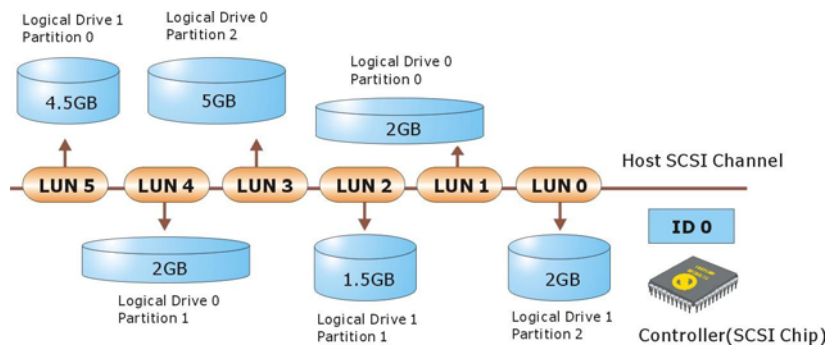 Logical Drive 1
Partition 0
4.5GB
Logical Drive 0
Partition 2
5GB
Logical Drive 0
Partition 0
2GB
Host SCSI Channel
LUN 5
LUN 4
LUN 3
LUN 2
LUN 1
LUN 0
ID 0
2GB
Logical Drive 0
Partition 1
1.5GB
Logical Drive 1
Partition 1
2GB
Logical Drive 1
Partition 2
Controller(SCSI Chip)